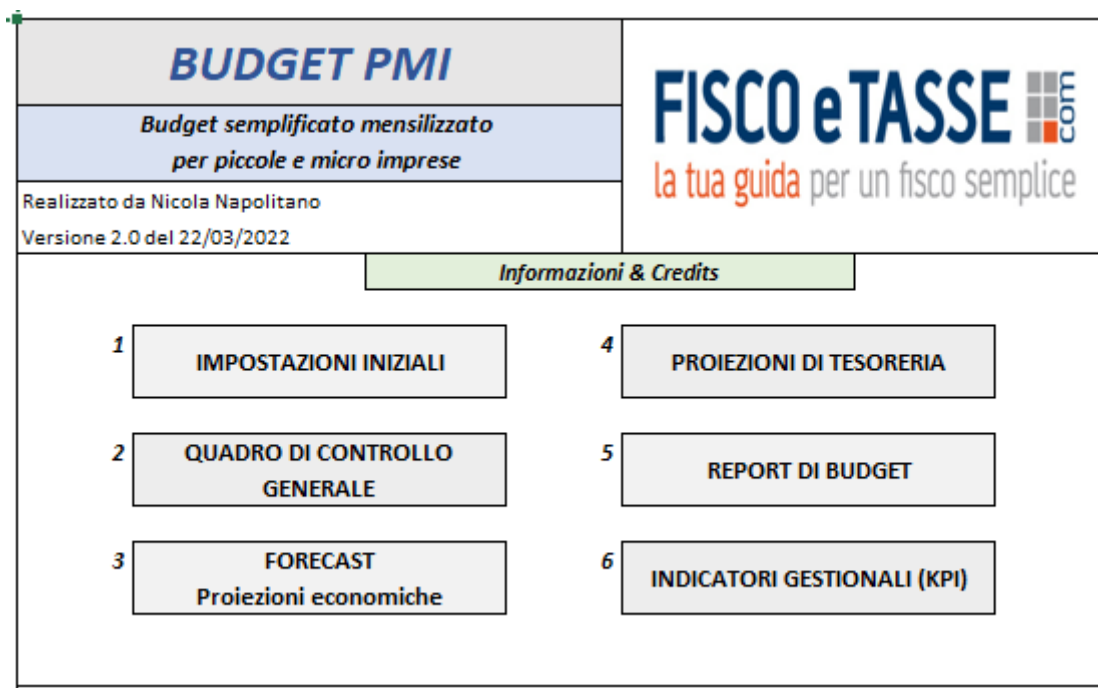 BUDGET PMI
Budget semplificato mensilizzato
per piccole e micro imprese
Realizzato da Nicola Napolitano
Versione 2.0 del 22/03/2022
FISCO e TASSE .com
la tua guida per un fisco semplice
Informazioni & Credits
1 IMPOSTAZIONI INIZIALI
4 PROIEZIONI DI TESORERIA
2 QUADRO DI CONTROLLO
GENERALE
5 REPORT DI BUDGET
3 FORECAST
Proiezioni economiche
6 INDICATORI GESTIONALI (KPI)